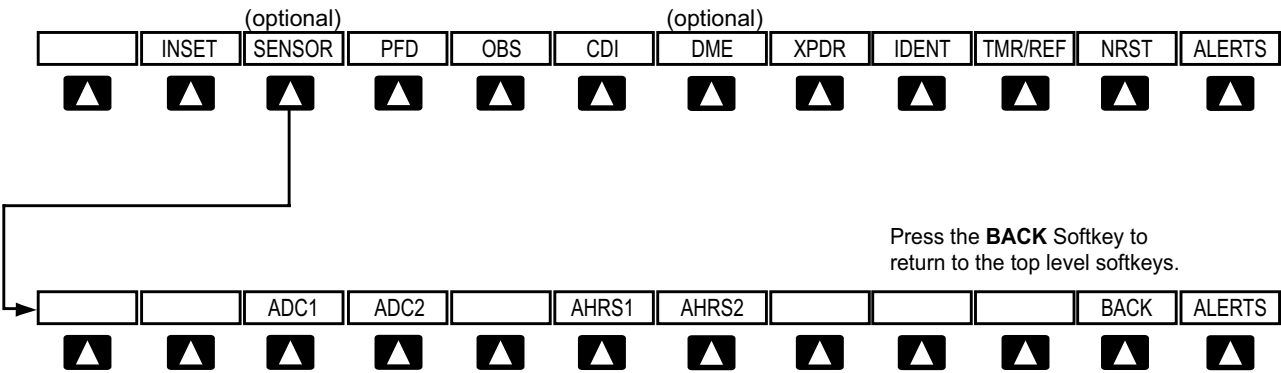 (optional) (optional)
INSET SENSOR PFD OBS CDI DME XPDR IDENT TMR/REF NRST ALERTS
Press the BACK Softkey to
return to the top level softkeys.
ADC1 ADC2 AHRS1 AHRS2 BACK ALERTS